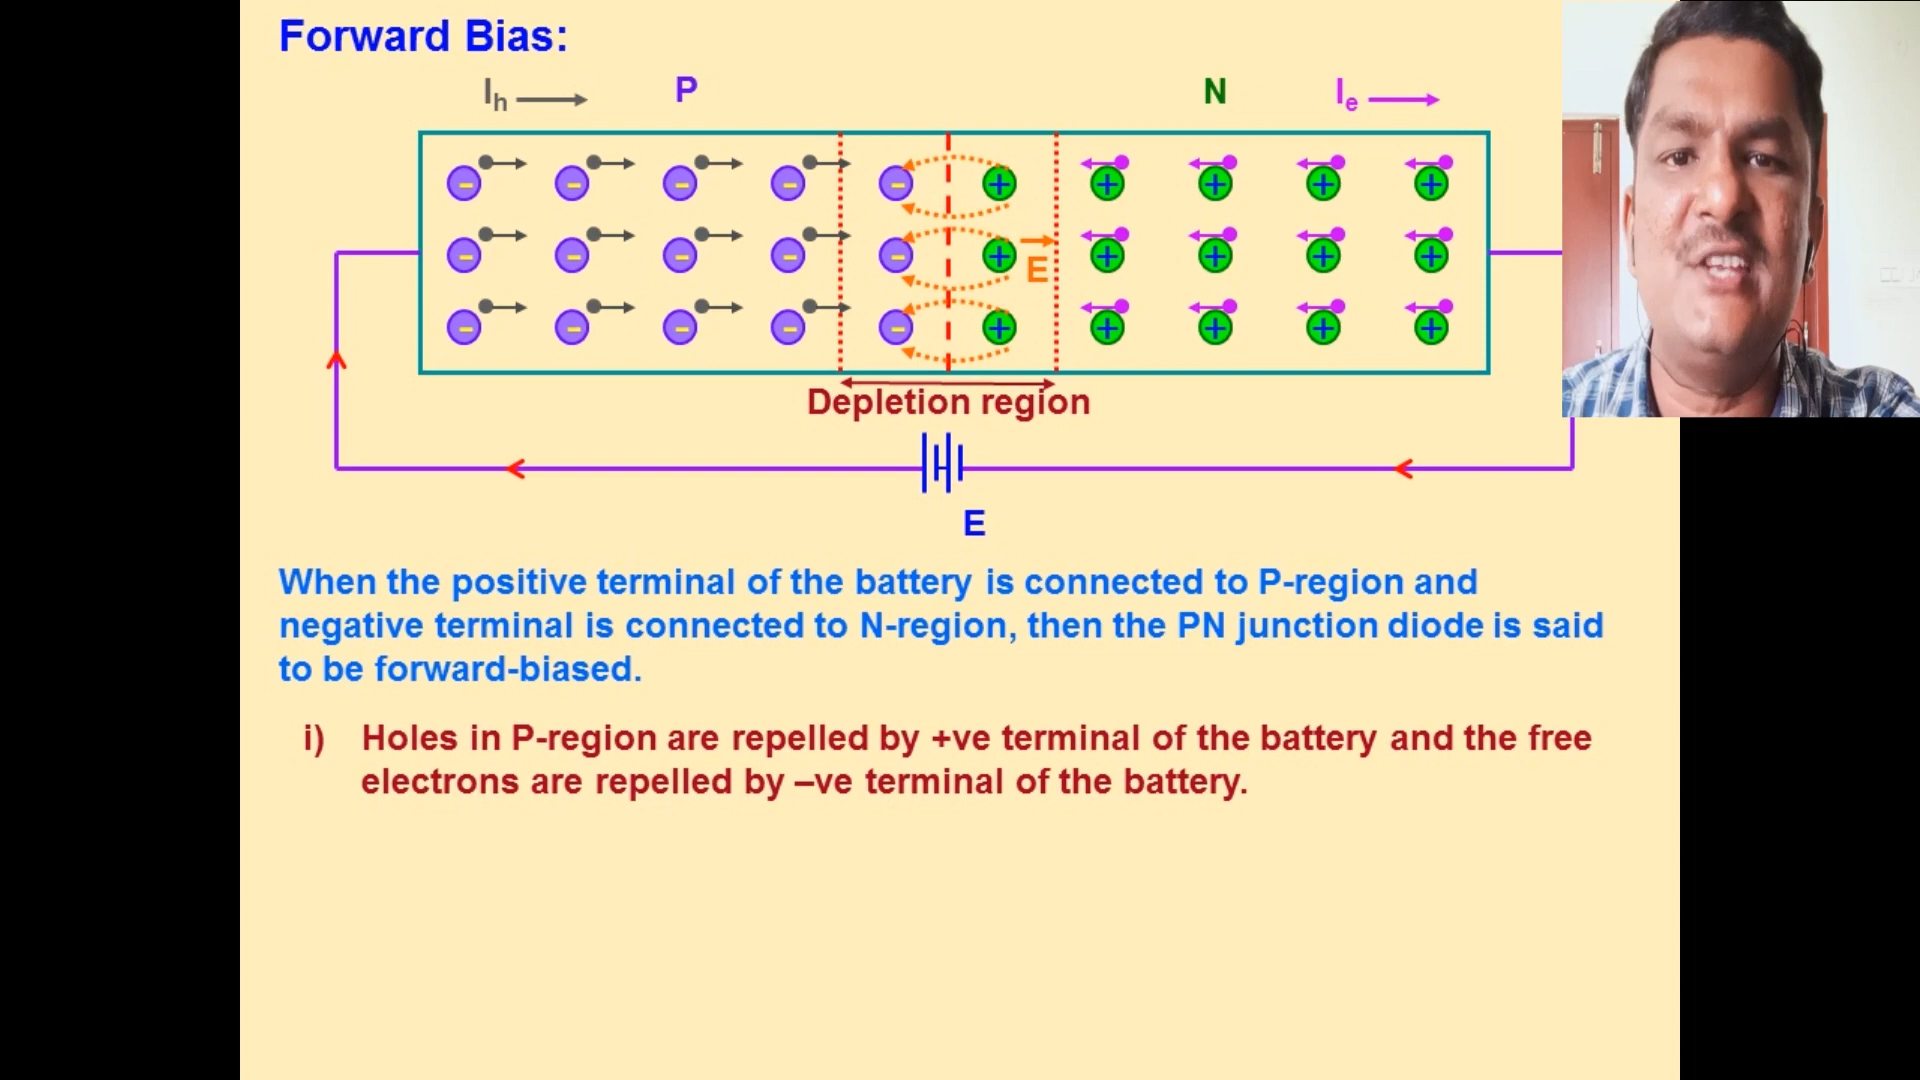 Forward Bias:
Ih P N Ie
E
Depletion region
E
When the positive terminal of the battery is connected to P-region and
negative terminal is connected to N-region, then the PN junction diode is said
to be forward-biased.
i) Holes in P-region are repelled by +ve terminal of the battery and the free
electrons are repelled by –ve terminal of the battery.